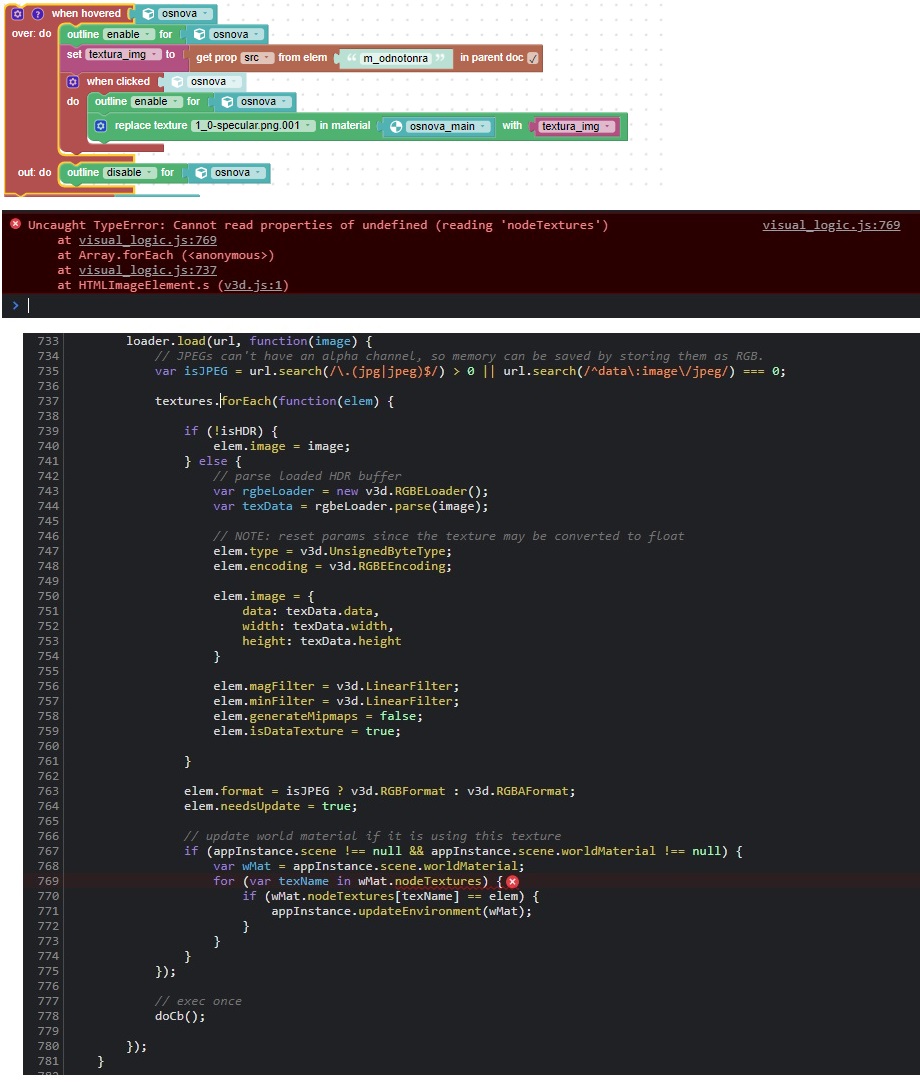 when hovered osnova
over: do outline enable for osnova
set textura_img to get prop src from elem “ m_odnotonra ” in parent doc
when clicked osnova
do outline enable for osnova
replace texture 1_0-specular.png.001 in material osnova_main with textura_img
out: do outline disable for osnova
Uncaught TypeError: Cannot read properties of undefined (reading 'nodeTextures') visual_logic.js:769
at visual_logic.js:769
at Array.forEach (<anonymous>)
at visual_logic.js:737
at HTMLImageElement.s (v3d.js:1)
>
733 loader.load(url, function(image) {
734 // JPEGs can't have an alpha channel, so memory can be saved by storing them as RGB.
735 var isJPEG = url.search(/\.(jpg|jpeg)$/) > 0 || url.search(/^data\:image\/jpeg/) === 0;
736
737 textures.forEach(function(elem) {
738
739 if (!isHDR) {
740 elem.image = image;
741 } else {
742 // parse loaded HDR buffer
743 var rgbeLoader = new v3d.RGBELoader();
744 var texData = rgbeLoader.parse(image);
745
746 // NOTE: reset params since the texture may be converted to float
747 elem.type = v3d.UnsignedByteType;
748 elem.encoding = v3d.RGBEEncoding;
749
750 elem.image = {
751 data: texData.data,
752 width: texData.width,
753 height: texData.height
754 }
755
756 elem.magFilter = v3d.LinearFilter;
757 elem.minFilter = v3d.LinearFilter;
758 elem.generateMipmaps = false;
759 elem.isDataTexture = true;
760
761 }
762
763 elem.format = isJPEG ? v3d.RGBFormat : v3d.RGBAFormat;
764 elem.needsUpdate = true;
765
766 // update world material if it is using this texture
767 if (appInstance.scene !== null && appInstance.scene.worldMaterial !== null) {
768 var wMat = appInstance.scene.worldMaterial;
769 for (var texName in wMat.nodeTextures) {
770 if (wMat.nodeTextures[texName] == elem) {
771 appInstance.updateEnvironment(wMat);
772 }
773 }
774 }
775 });
776
777 // exec once
778 doCb();
779
780 });
781 }